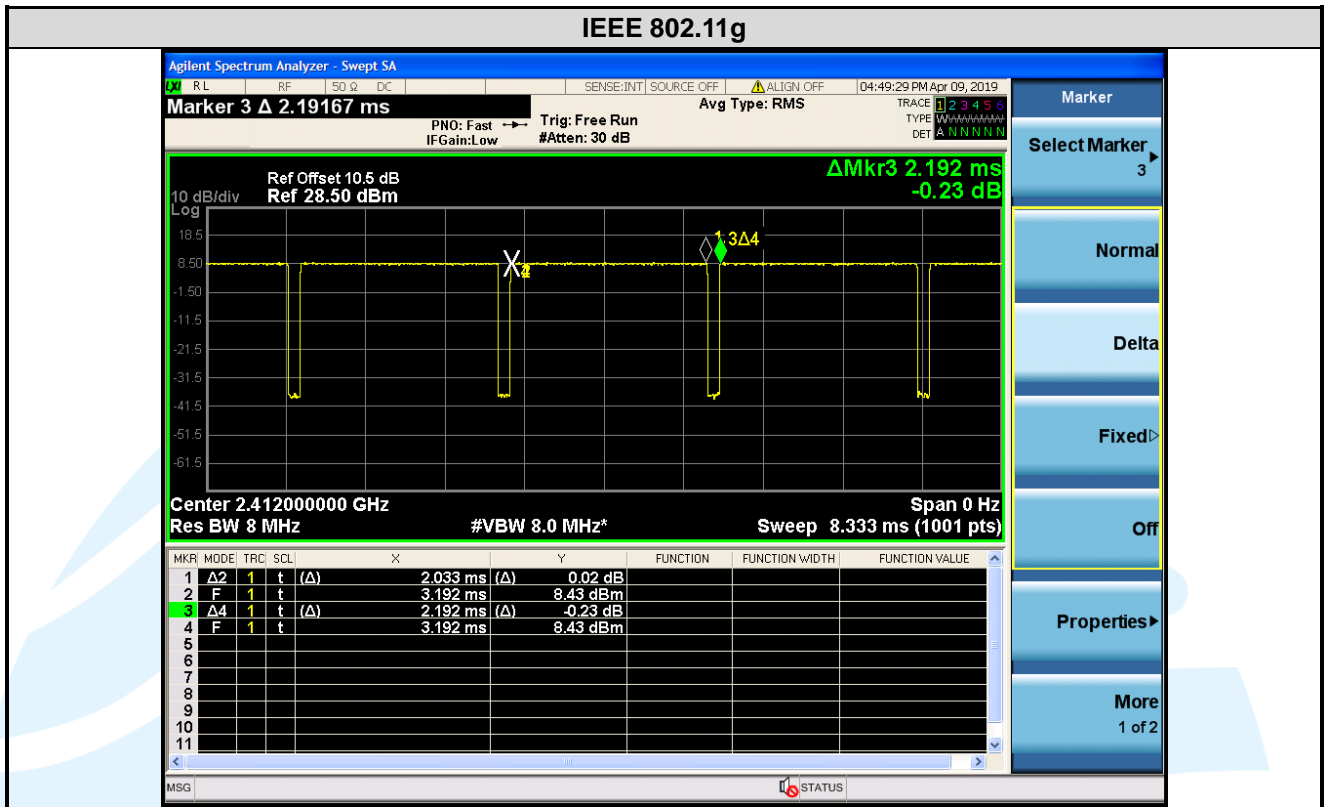 IEEE 802.11g
Agilent Spectrum Analyzer - Swept SA
LXI RL RF 50 Ω DC SENSE:INT SOURCE OFF ALIGN OFF 04:49:29 PM Apr 09, 2019
Marker 3 Δ 2.19167 ms
PNO: Fast
IFGain:Low
Trig: Free Run
#Atten: 30 dB
Avg Type: RMS
TRACE 1 2 3 4 5 6
TYPE
DET A N N N N N
ΔMkr3 2.192 ms
-0.23 dB
Ref Offset 10.5 dB
10 dB/div Ref 28.50 dBm
Log
18.5
8.50
-1.50
-11.5
-21.5
-31.5
-41.5
-51.5
-61.5
3Δ4
Center 2.412000000 GHz Span 0 Hz
Res BW 8 MHz #VBW 8.0 MHz* Sweep 8.333 ms (1001 pts)
MKR MODE TRC SCL X Y FUNCTION FUNCTION WIDTH FUNCTION VALUE
1 Δ2 1 t (Δ) 2.033 ms (Δ) 0.02 dB
2 F 1 t 3.192 ms 8.43 dBm
3 Δ4 1 t (Δ) 2.192 ms (Δ) -0.23 dB
4 F 1 t 3.192 ms 8.43 dBm
5
6
7
8
9
10
11
MSG STATUS
Marker
Select Marker
3
Normal
Delta
Fixed
Off
Properties
More
1 of 2